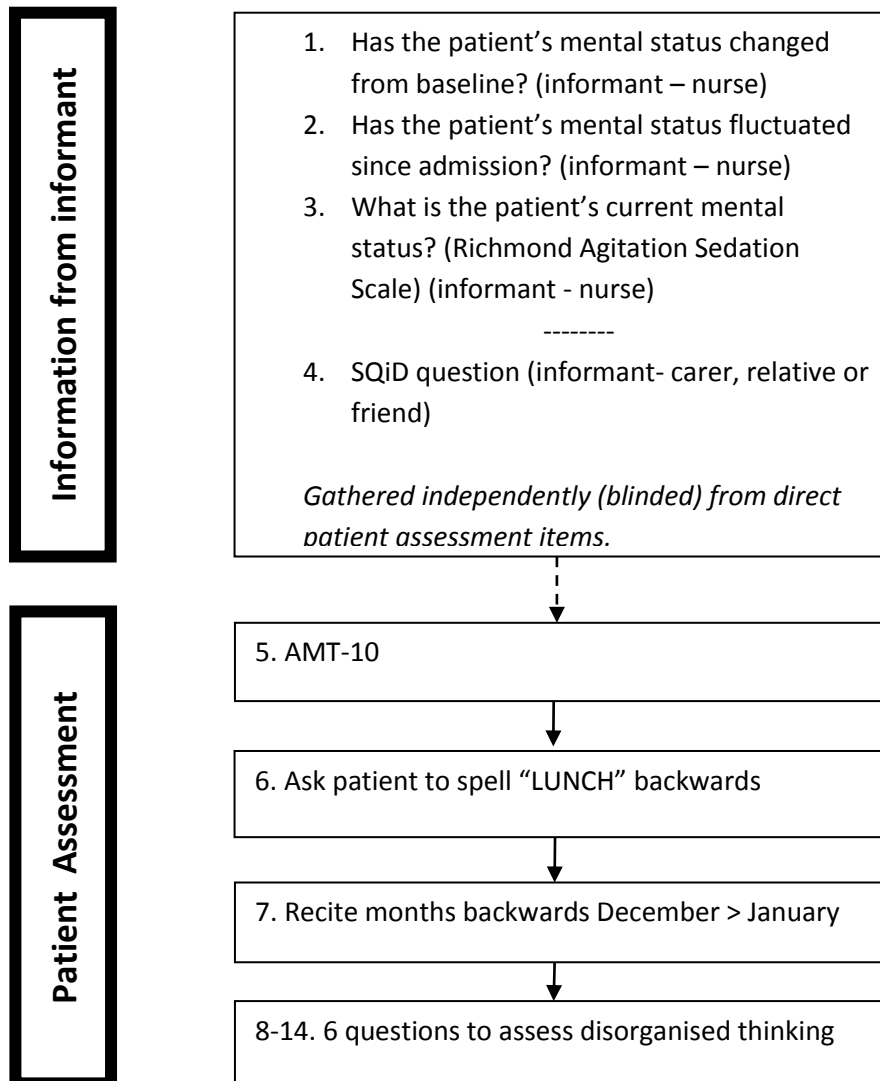 Information from informant
1. Has the patient’s mental status changed
from baseline? (informant – nurse)
2. Has the patient’s mental status fluctuated
since admission? (informant – nurse)
3. What is the patient’s current mental
status? (Richmond Agitation Sedation
Scale) (informant - nurse)
--------
4. SQiD question (informant- carer, relative or
friend)
Gathered independently (blinded) from direct
patient assessment items.
Patient Assessment
5. AMT-10
6. Ask patient to spell “LUNCH” backwards
7. Recite months backwards December > January
8-14. 6 questions to assess disorganised thinking